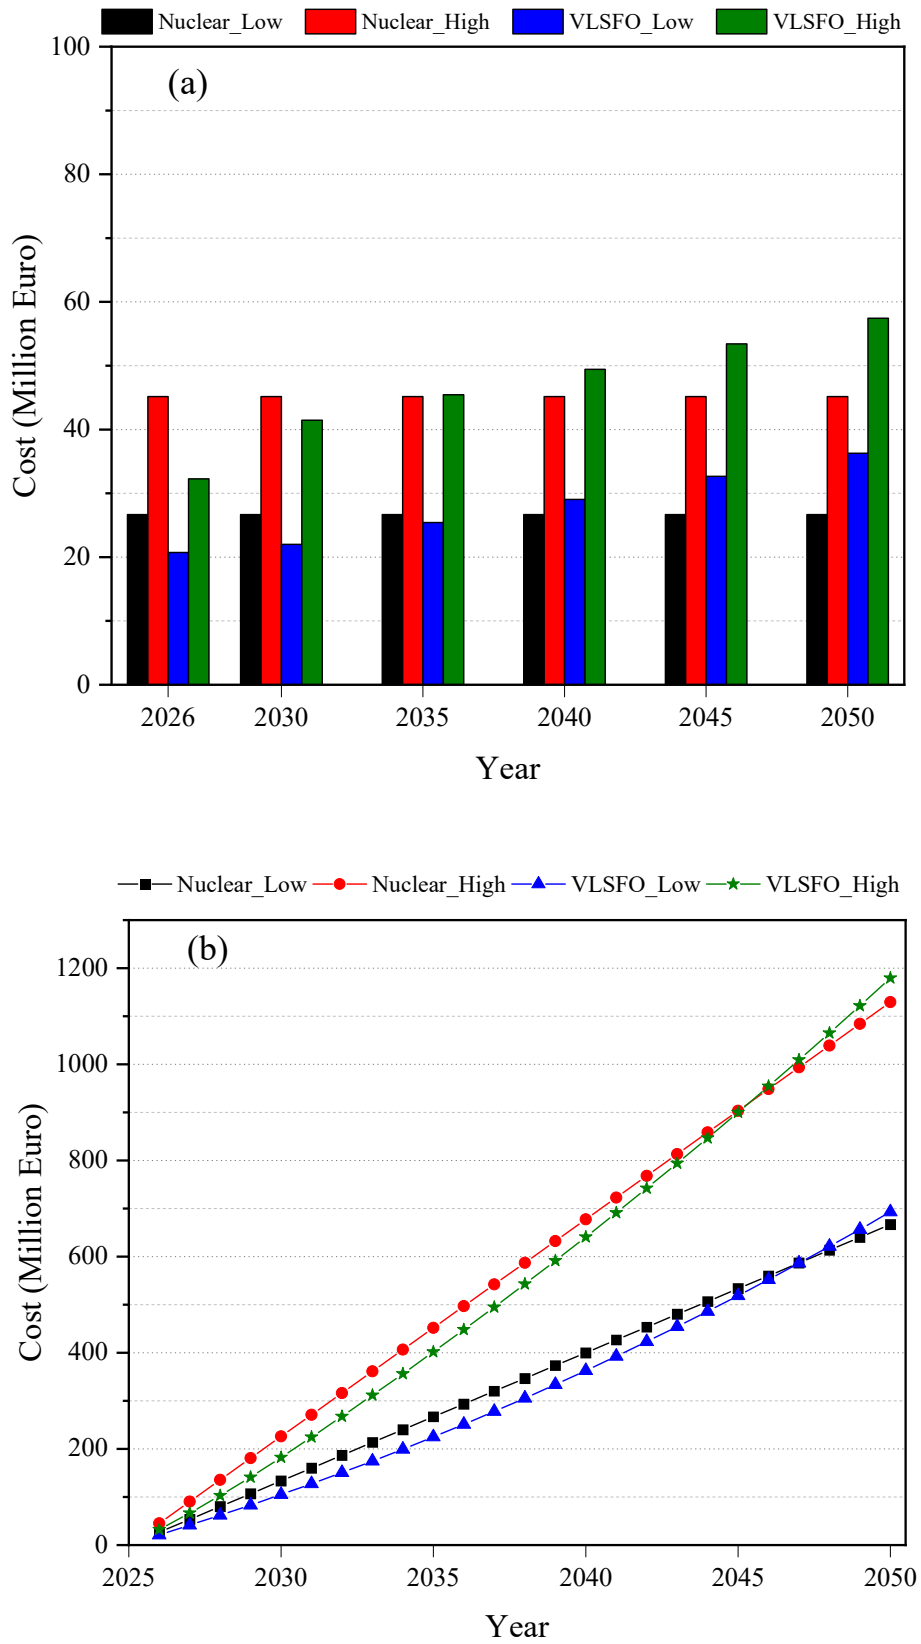 Nuclear_Low Nuclear_High VLSFO_Low VLSFO_High
(a)
100
80
60
40
20
0
Cost (Million Euro)
2026 2030 2035 2040 2045 2050
Year
Nuclear_Low Nuclear_High VLSFO_Low VLSFO_High
(b)
1200
1000
800
600
400
200
0
Cost (Million Euro)
2025 2030 2035 2040 2045 2050
Year